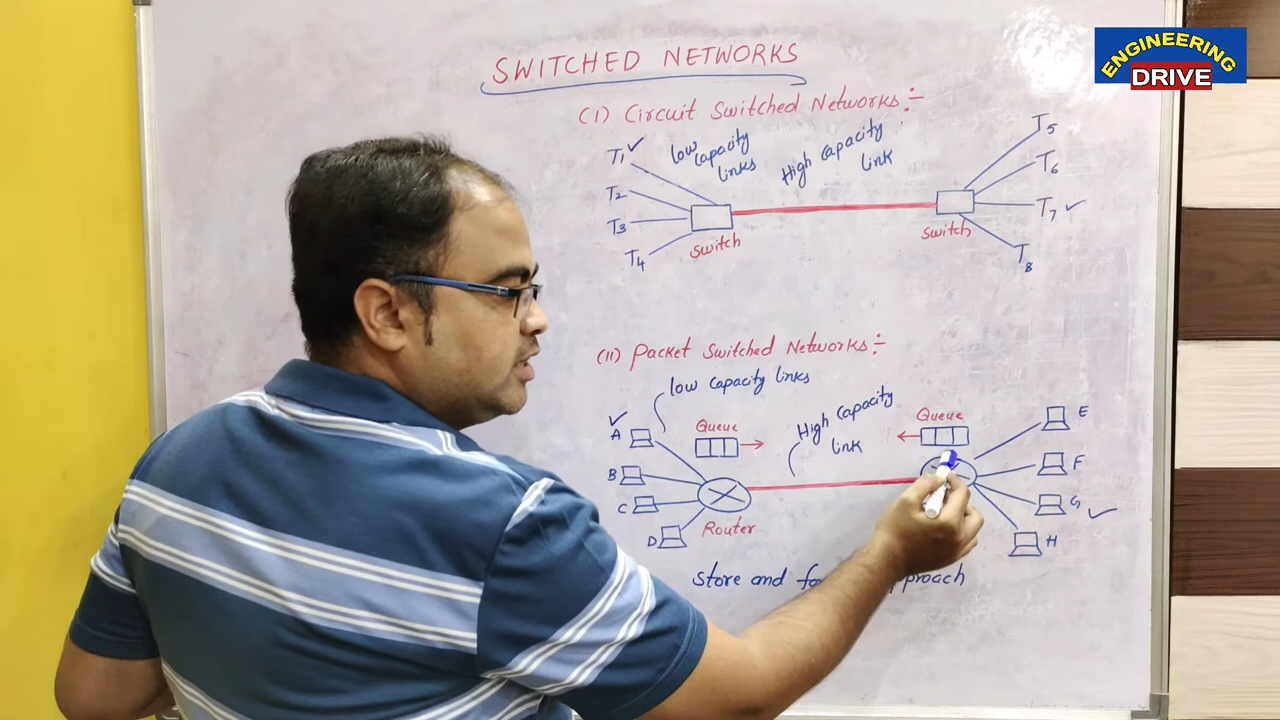 ENGINEERING
DRIVE
SWITCHED NETWORKS
(I) Circuit Switched Networks :-
T1 ✓
T2
T3
T4
Low
capacity
links
High capacity
link
Switch
Switch
T5
T6
T7 ✓
T8
(II) Packet Switched Networks :-
low capacity links
✓
A
B
C
D
Queue
Router
High capacity
link
Queue
E
F
G ✓
H
store and